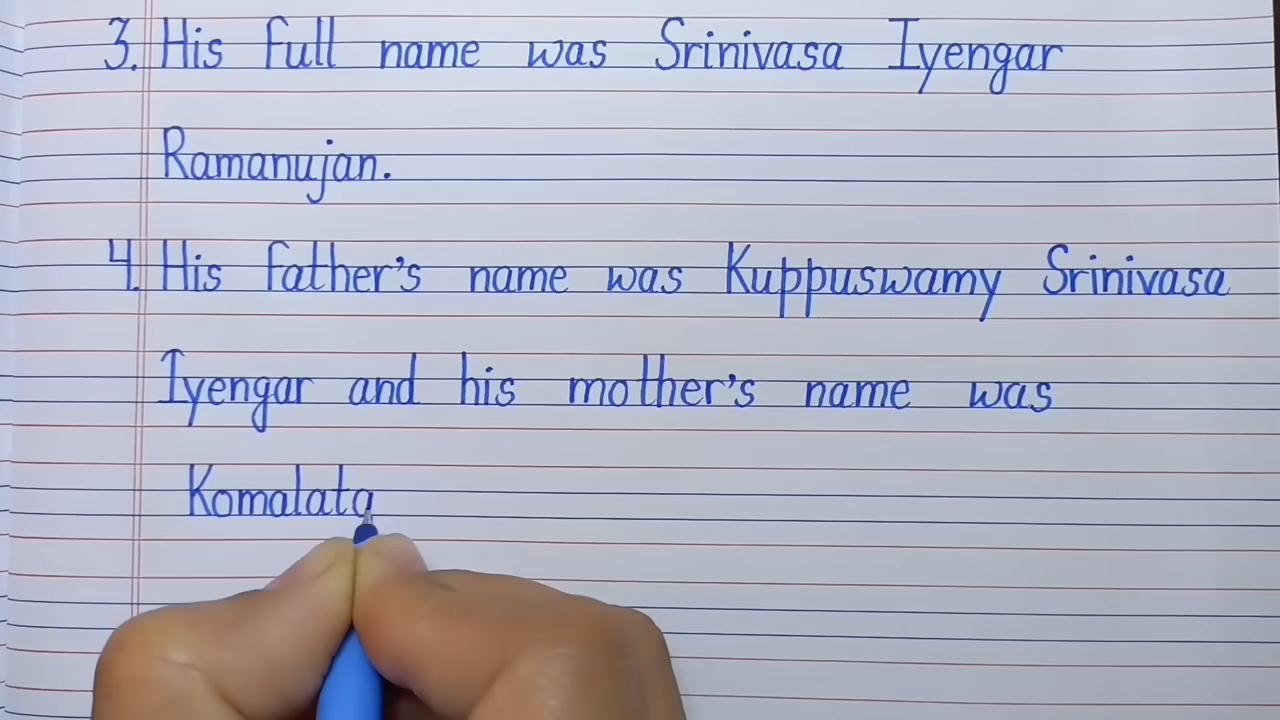 3. His full name was Srinivasa Iyengar
Ramanujan.
4. His father's name was Kuppuswamy Srinivasa
Iyengar and his mother's name was
Komalata